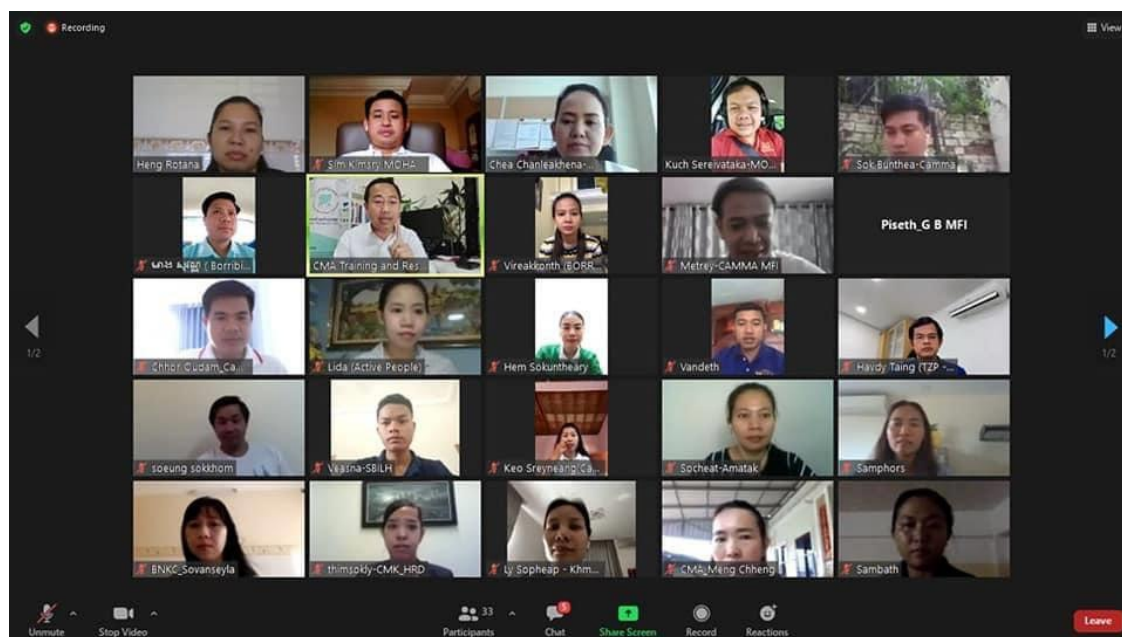 Recording
View
Heng Rotana
Sim Kimsry MOHA
Chea Chanleakhena-...
Kuch Sereivataka-MO...
Sok Bunthea-Camma
( Borribi...
CMA Training and Res...
Vireakkonth (BORR...
Metrey-CAMMA MFI
Piseth_G B MFI
Chhor Oudam_Ca...
Lida (Active People)
Hem Sokuntheary
Vandeth
Havdy Taing (TZP -...
1/2
1/2
soeung sokkhom
Veasna-SBILH
Keo Sreyneang(Ca...
Socheat-Amatak
Samphors
BNKC_Sovanseyla
thimsokly-CMK_HRD
Ly Sopheap - Khm...
CMA_Meng Chheng
Sambath
33
5
Unmute
Stop Video
Participants
Chat
Share Screen
Record
Reactions
Leave